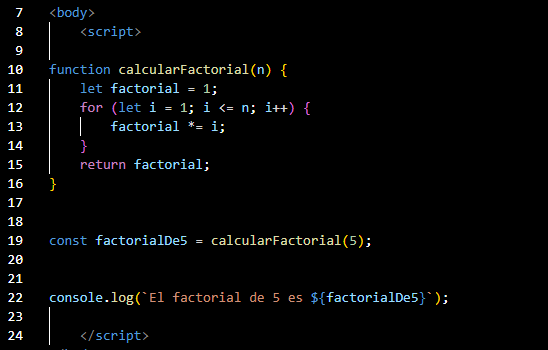 7 <body>
8 <script>
9
10 function calcularFactorial(n) {
11 let factorial = 1;
12 for (let i = 1; i <= n; i++) {
13 factorial *= i;
14 }
15 return factorial;
16 }
17
18
19 const factorialDe5 = calcularFactorial(5);
20
21
22 console.log(`El factorial de 5 es ${factorialDe5}`);
23
24 </script>